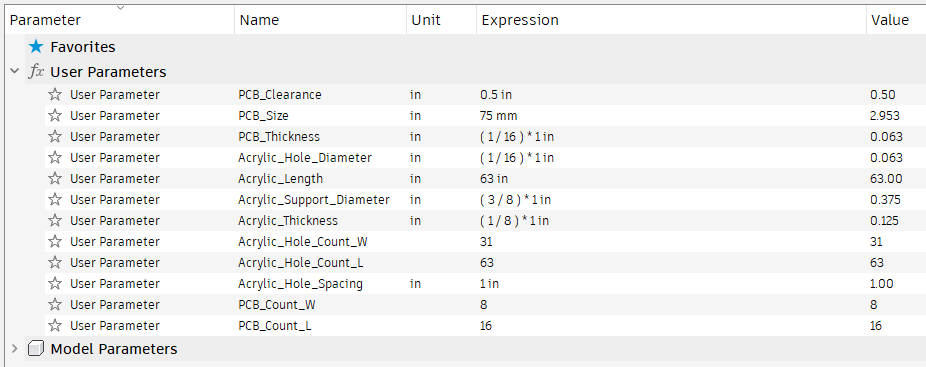 Parameter Name Unit Expression Value
Favorites
fx User Parameters
User Parameter PCB_Clearance in 0.5 in 0.50
User Parameter PCB_Size in 75 mm 2.953
User Parameter PCB_Thickness in ( 1 / 16 ) * 1 in 0.063
User Parameter Acrylic_Hole_Diameter in ( 1 / 16 ) * 1 in 0.063
User Parameter Acrylic_Length in 63 in 63.00
User Parameter Acrylic_Support_Diameter in ( 3 / 8 ) * 1 in 0.375
User Parameter Acrylic_Thickness in ( 1 / 8 ) * 1 in 0.125
User Parameter Acrylic_Hole_Count_W 31 31
User Parameter Acrylic_Hole_Count_L 63 63
User Parameter Acrylic_Hole_Spacing in 1 in 1.00
User Parameter PCB_Count_W 8 8
User Parameter PCB_Count_L 16 16
Model Parameters